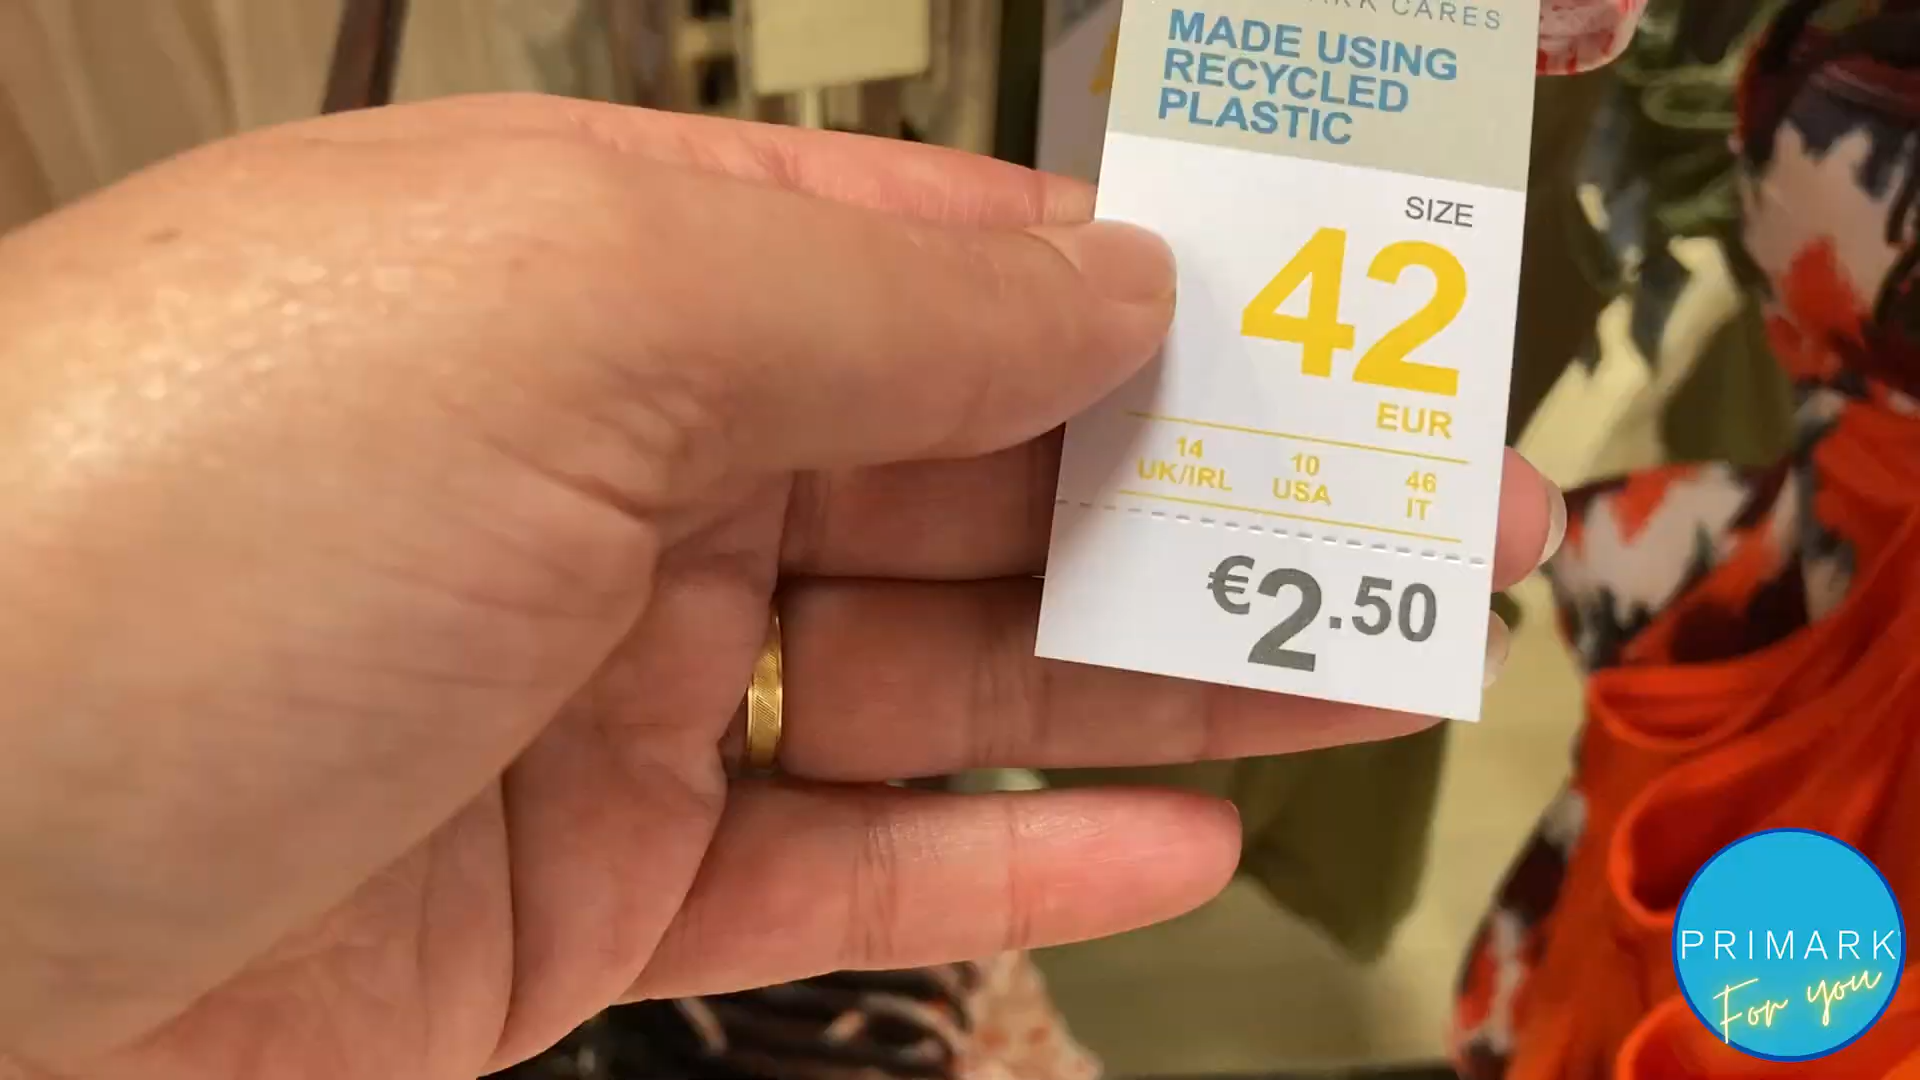 CARES
MADE USING
RECYCLED
PLASTIC
SIZE
42
EUR
14 10 46
UK/IRL USA IT
€2.50
PRIMARK
For you